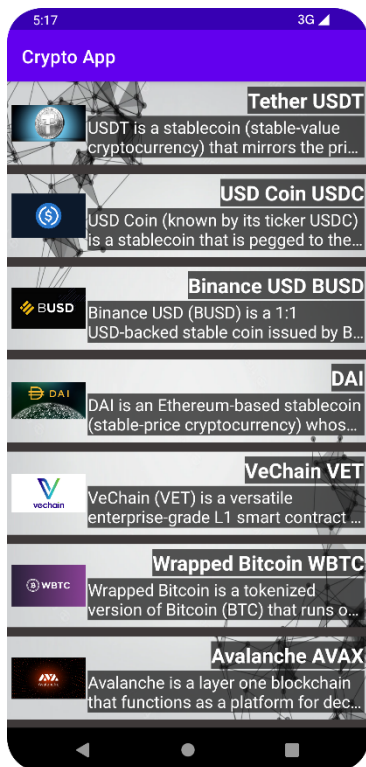 5:17
3G
Crypto App
Tether USDT
USDT is a stablecoin (stable-value
cryptocurrency) that mirrors the pri...
USD Coin USDC
USD Coin (known by its ticker USDC)
is a stablecoin that is pegged to the...
Binance USD BUSD
BUSD
Binance USD (BUSD) is a 1:1
USD-backed stable coin issued by B...
DAI
DAI
DAI is an Ethereum-based stablecoin
(stable-price cryptocurrency) whos...
VeChain VET
vechain
VeChain (VET) is a versatile
enterprise-grade L1 smart contract ...
Wrapped Bitcoin WBTC
WBTC
Wrapped Bitcoin is a tokenized
version of Bitcoin (BTC) that runs o...
Avalanche AVAX
Avalanche is a layer one blockchain
that functions as a platform for dec...